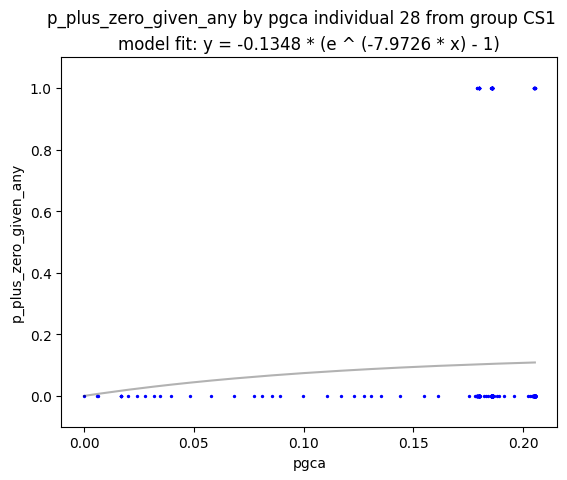 p_plus_zero_given_any by pgca individual 28 from group CS1
model fit: y = -0.1348 * (e ^ (-7.9726 * x) - 1)
1.0
0.8
0.6
0.4
0.2
0.0
p_plus_zero_given_any
0.00 0.05 0.10 0.15 0.20
pgca